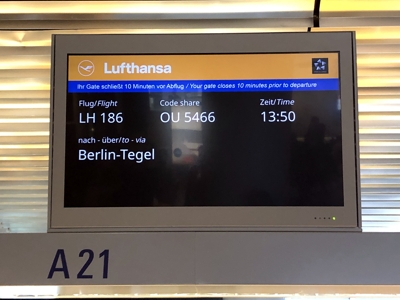 Lufthansa
Ihr Gate schließt 10 Minuten vor Abflug / Your gate closes 10 minutes prior to departure
Flug/Flight Code share Zeit/Time
LH 186 OU 5466 13:50
nach - über/to - via
Berlin-Tegel
A21